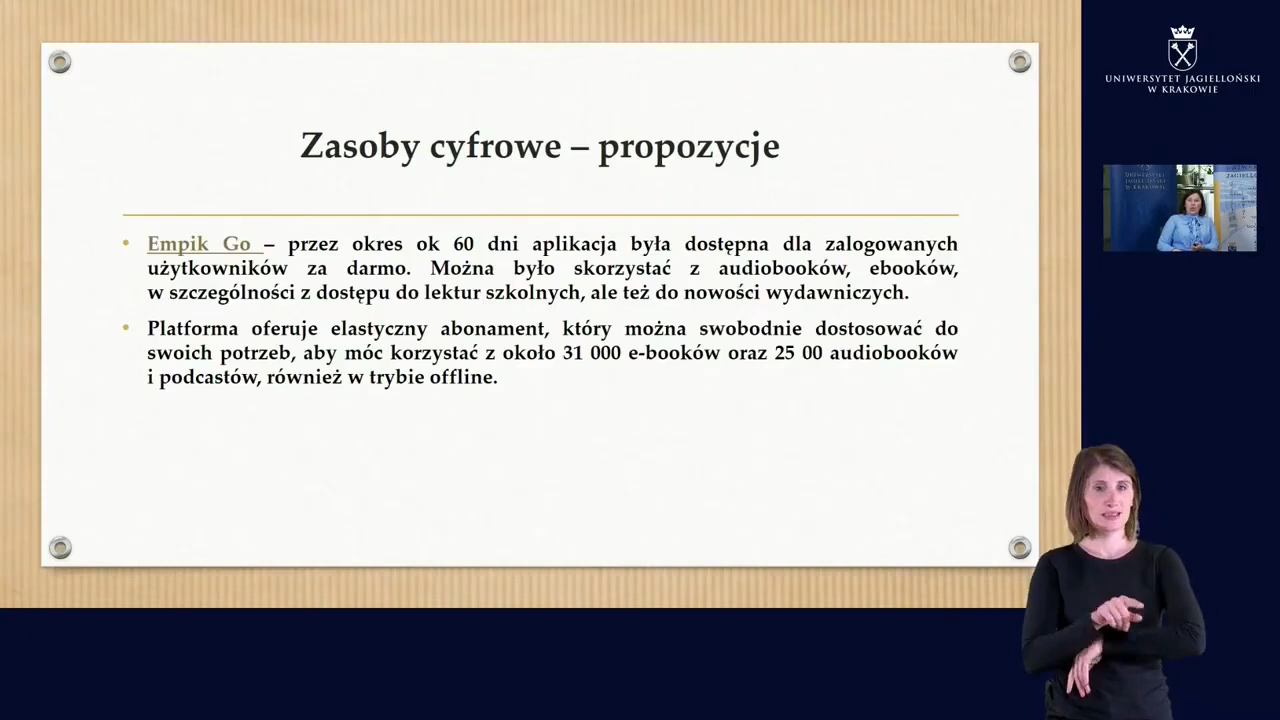 Zasoby cyfrowe – propozycje
• Empik Go – przez okres ok 60 dni aplikacja była dostępna dla zalogowanych
użytkowników za darmo. Można było skorzystać z audiobooków, ebooków,
w szczególności z dostępu do lektur szkolnych, ale też do nowości wydawniczych.
• Platforma oferuje elastyczny abonament, który można swobodnie dostosować do
swoich potrzeb, aby móc korzystać z około 31 000 e-booków oraz 25 00 audiobooków
i podcastów, również w trybie offline.
UNIWERSYTET JAGIELLOŃSKI
W KRAKOWIE
UNIWERSYTET
JAGIELLOŃSKI
W KRAKOWIE